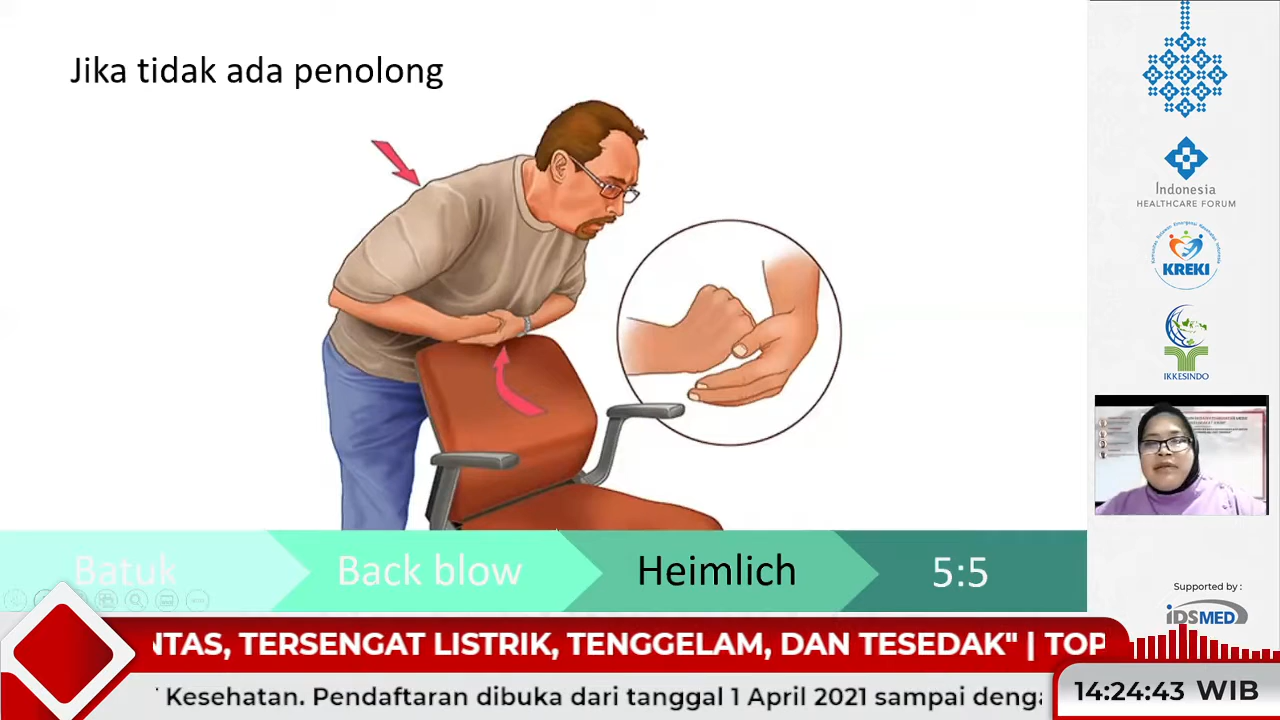 Jika tidak ada penolong
Batuk
Back blow
Heimlich
5:5
Indonesia
HEALTHCARE FORUM
KREKI
IKKESINDO
Supported by :
iDSMED
NTAS, TERSENGAT LISTRIK, TENGGELAM, DAN TESEDAK" | TOP
Kesehatan. Pendaftaran dibuka dari tanggal 1 April 2021 sampai deng
14:24:43 WIB